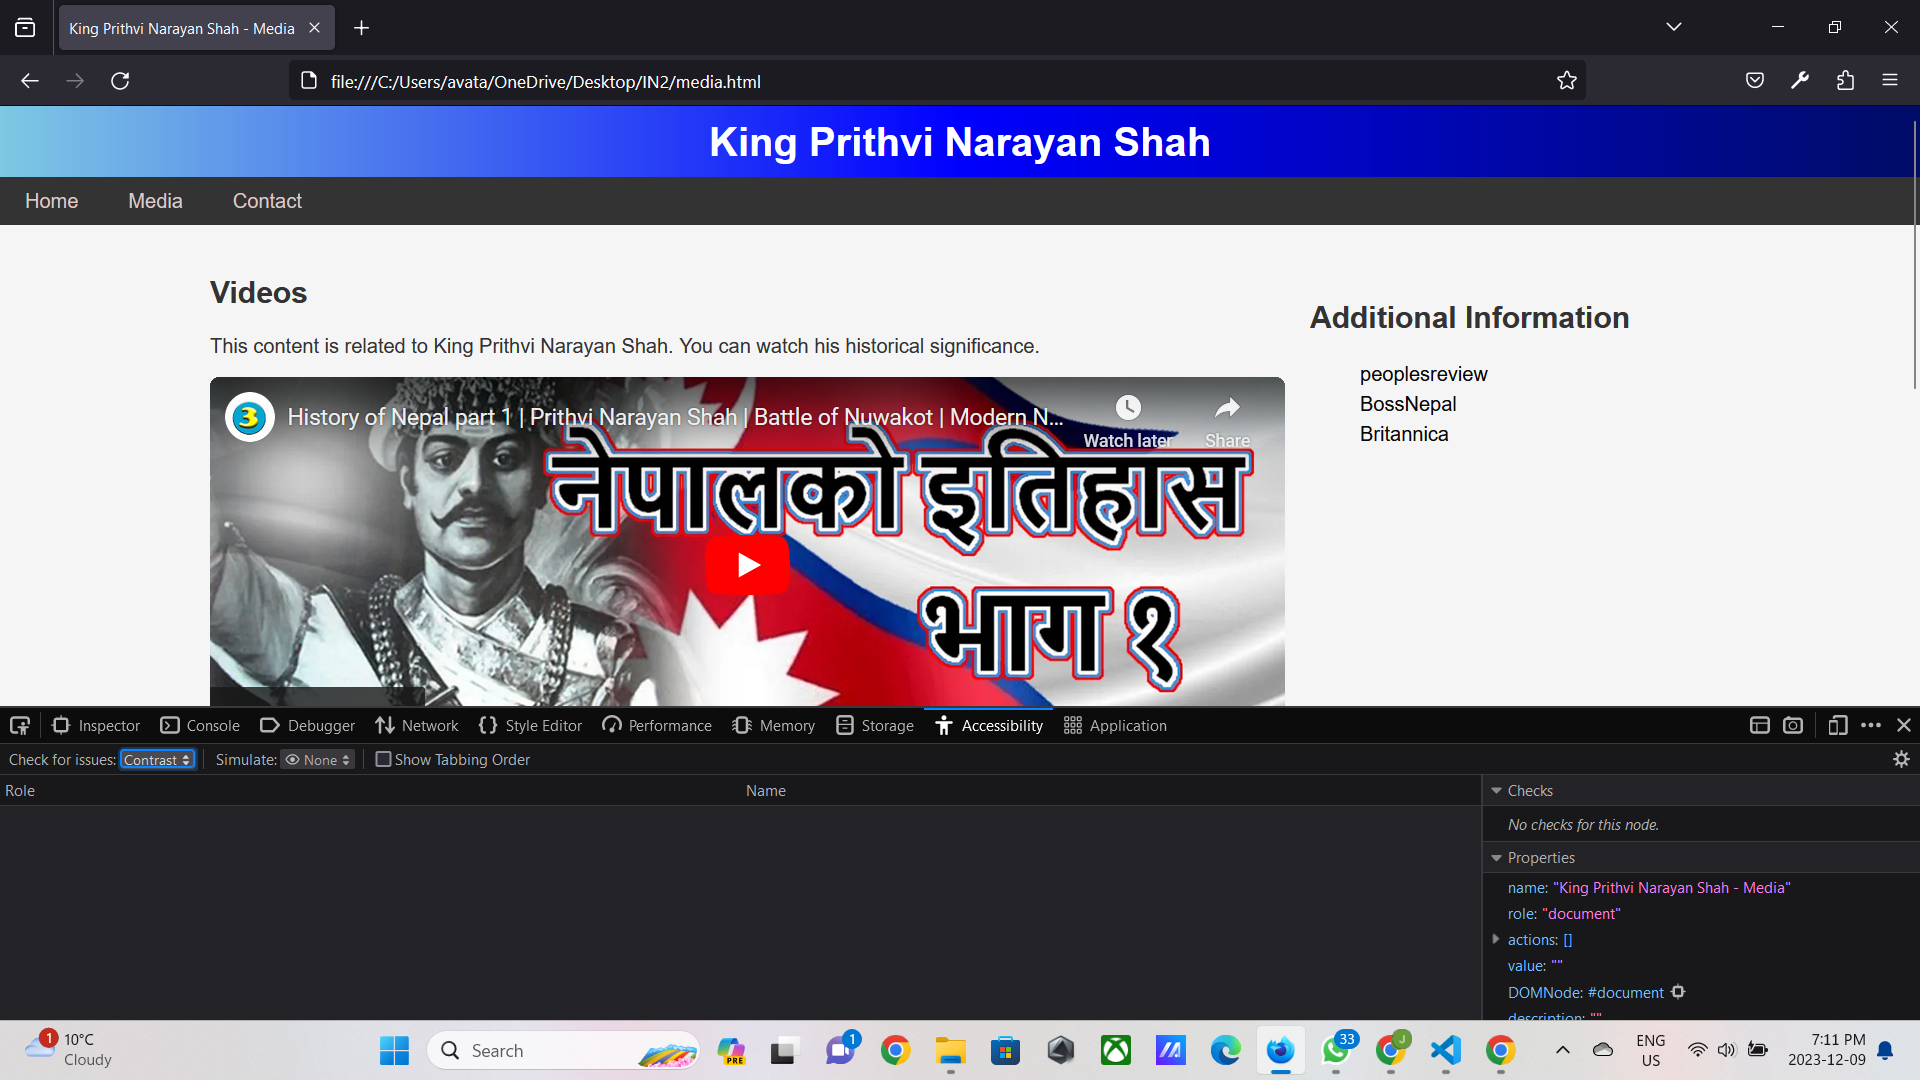 King Prithvi Narayan Shah - Media
file:///C:/Users/avata/OneDrive/Desktop/IN2/media.html
King Prithvi Narayan Shah
Home Media Contact
Videos
This content is related to King Prithvi Narayan Shah. You can watch his historical significance.
3
History of Nepal part 1 | Prithvi Narayan Shah | Battle of Nuwakot | Modern N...
Watch later Share
नेपालको इतिहास
भाग १
Additional Information
peoplesreview
BossNepal
Britannica
Inspector Console Debugger Network Style Editor Performance Memory Storage Accessibility Application
Check for issues: Contrast Simulate: None Show Tabbing Order
Role Name
Checks
No checks for this node.
Properties
name: "King Prithvi Narayan Shah - Media"
role: "document"
actions: []
value: ""
DOMNode: #document
description: ""
1
10°C
Cloudy
Search
PRE
1
33
J
ENG
US
7:11 PM
2023-12-09